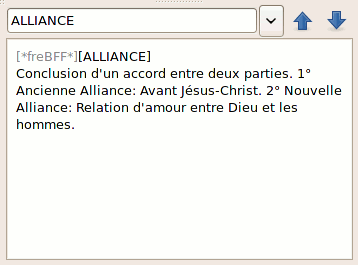 ALLIANCE
[*freBFF*][ALLIANCE]
Conclusion d'un accord entre deux parties. 1°
Ancienne Alliance: Avant Jésus-Christ. 2° Nouvelle
Alliance: Relation d'amour entre Dieu et les
hommes.